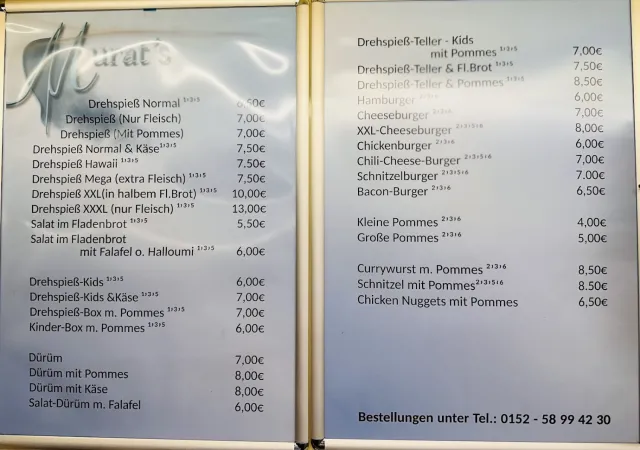 Murat's
Drehspieß Normal ¹'³'⁵ 6,50€
Drehspieß (Nur Fleisch) 7,00€
Drehspieß (Mit Pommes) 7,00€
Drehspieß Normal & Käse¹'³'⁵ 7,50€
Drehspieß Hawaii ¹'³'⁵ 7.50€
Drehspieß Mega (extra Fleisch) ¹'³'⁵ 7,50€
Drehspieß XXL(in halbem Fl.Brot) ¹'³'⁵ 10,00€
Drehspieß XXXL (nur Fleisch) ¹'³'⁵ 13,00€
Salat im Fladenbrot ¹'³'⁵ 5,50€
Salat im Fladenbrot
mit Falafel o. Halloumi ¹'³'⁵ 6,00€
Drehspieß-Kids ¹'³'⁵ 6,00€
Drehspieß-Kids &Käse ¹'³'⁵ 7,00€
Drehspieß-Box m. Pommes ¹'³'⁵ 7,00€
Kinder-Box m. Pommes ¹'³'⁵ 6,00€
Dürüm 7,00€
Dürüm mit Pommes 8,00€
Dürüm mit Käse 8,00€
Salat-Dürüm m. Falafel 6,00€
Drehspieß-Teller - Kids
mit Pommes ¹'³'⁵ 7,00€
Drehspieß-Teller & Fl.Brot ¹'³'⁵ 7,50€
Drehspieß-Teller & Pommes ¹'³'⁵ 8,50€
Hamburger 6,00€
Cheeseburger 7,00€
XXL-Cheeseburger ²'³'⁵'⁶ 8,00€
Chickenburger ²'³'⁶ 6,00€
Chili-Cheese-Burger ²'³'⁵'⁶ 7,00€
Schnitzelburger ²'³'⁶ 7.00€
Bacon-Burger ²'³'⁶ 6,50€
Kleine Pommes ²'³'⁶ 4,00€
Große Pommes ²'³'⁶ 5,00€
Currywurst m. Pommes ²'³'⁶ 8,50€
Schnitzel mit Pommes²'³'⁵'⁶ 8.50€
Chicken Nuggets mit Pommes 6,50€
Bestellungen unter Tel.: 0152 - 58 99 42 30